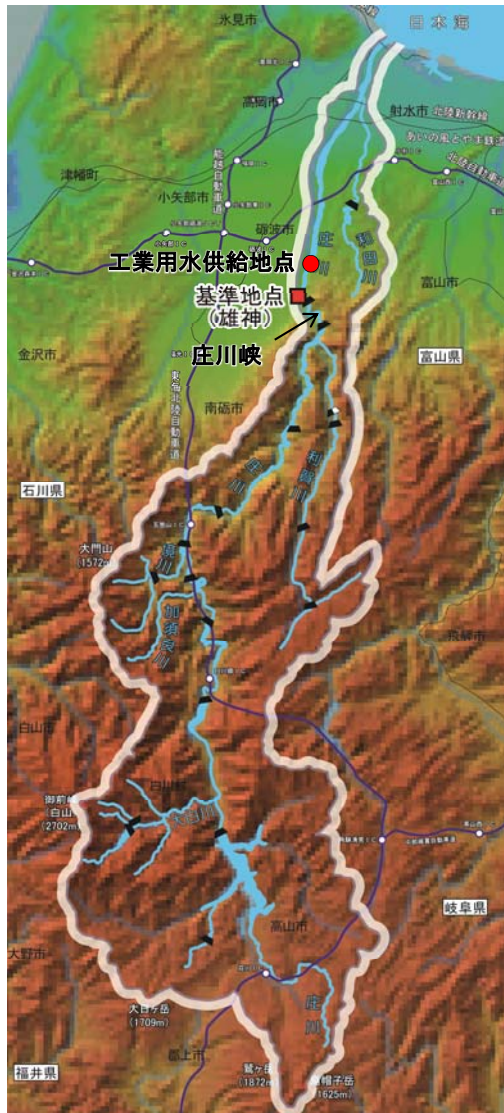 日本海
氷見市
高岡市
射水市
北陸新幹線
あいの風とやま鉄道
北陸自動車道
能越自動車道
津幡町
小矢部市
砺波市
富山市
庄川
和田川
工業用水供給地点
基準地点
(雄神)
庄川峡
金沢市
富山県
南砺市
東海北陸自動車道
石川県
庄川
利賀川
大門山
(1572m)
境川
加須良川
飛騨市
白山市
白川村
御前峰
(白山)
(2702m)
大白川
岐阜県
高山市
大野市
大日ヶ岳
(1709m)
庄川
郡上市
鷲ヶ岳
(1872m)
烏帽子岳
(1625m)
福井県